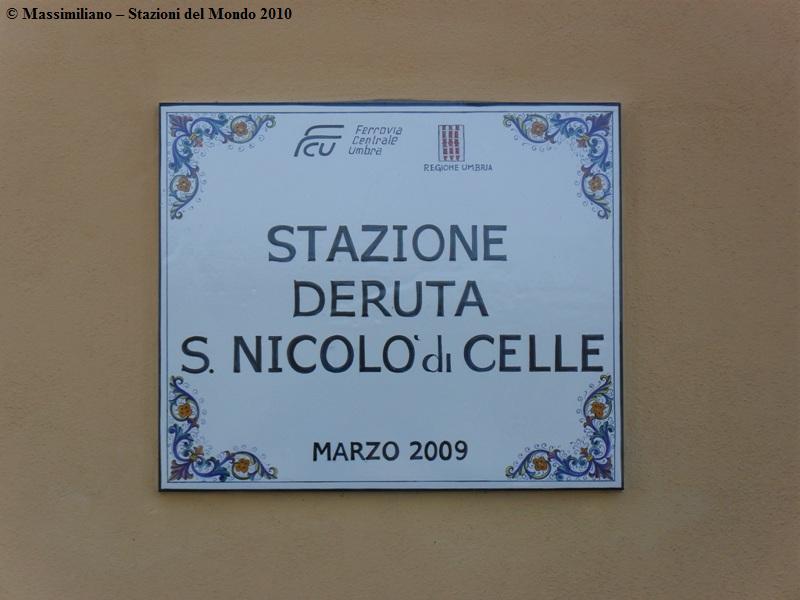 © Massimiliano – Stazioni del Mondo 2010
FCU
Ferrovia
Centrale
Umbra
REGIONE UMBRIA
STAZIONE
DERUTA
S. NICOLO' di CELLE
MARZO 2009